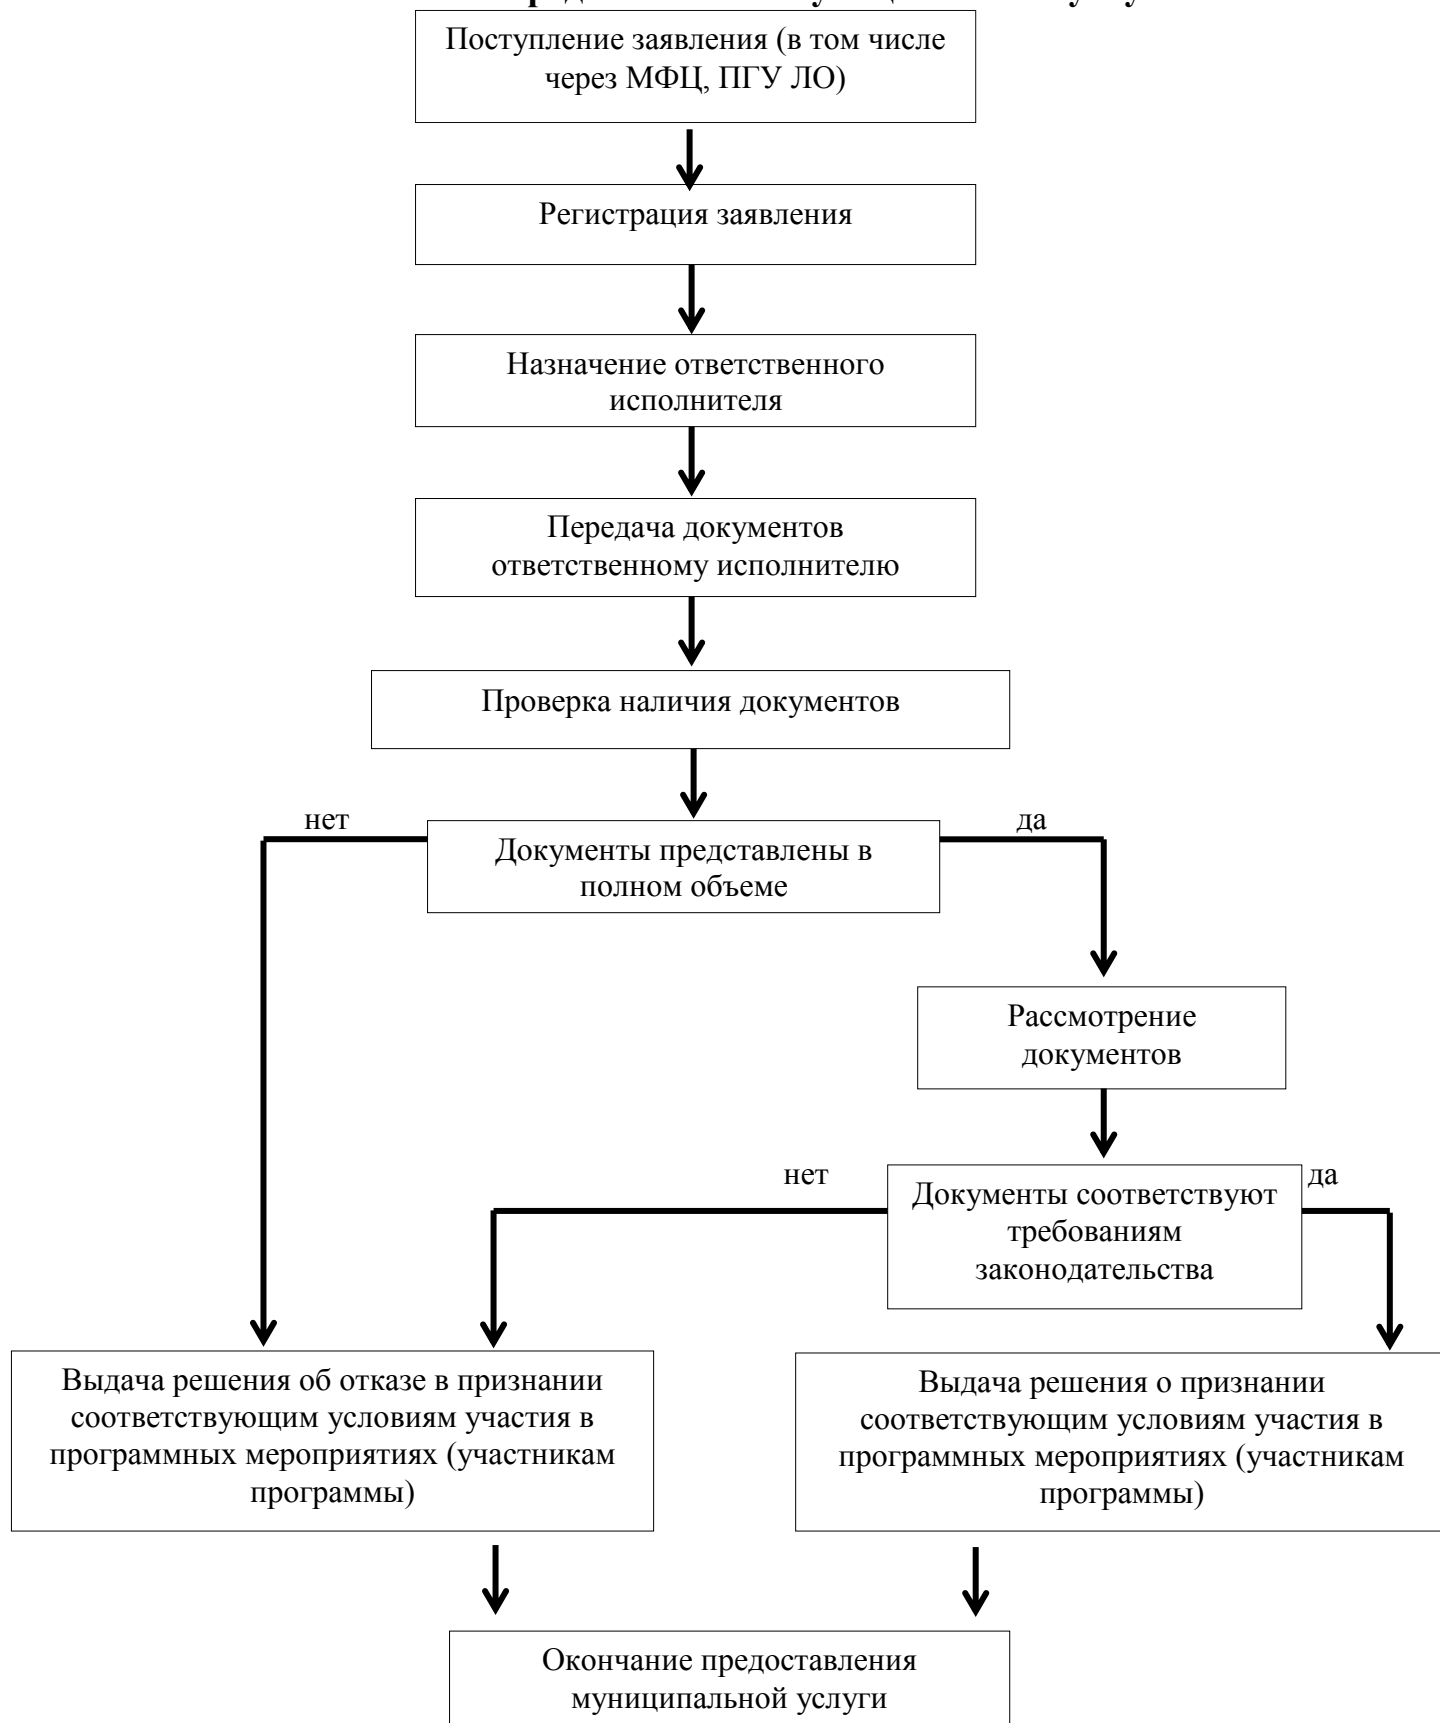 Поступление заявления (в том числе
через МФЦ, ПГУ ЛО)
Регистрация заявления
Назначение ответственного
исполнителя
Передача документов
ответственному исполнителю
Проверка наличия документов
нет
да
Документы представлены в
полном объеме
Рассмотрение
документов
нет
да
Документы соответствуют
требованиям
законодательства
Выдача решения об отказе в признании
соответствующим условиям участия в
программных мероприятиях (участникам
программы)
Выдача решения о признании
соответствующим условиям участия в
программных мероприятиях (участникам
программы)
Окончание предоставления
муниципальной услуги